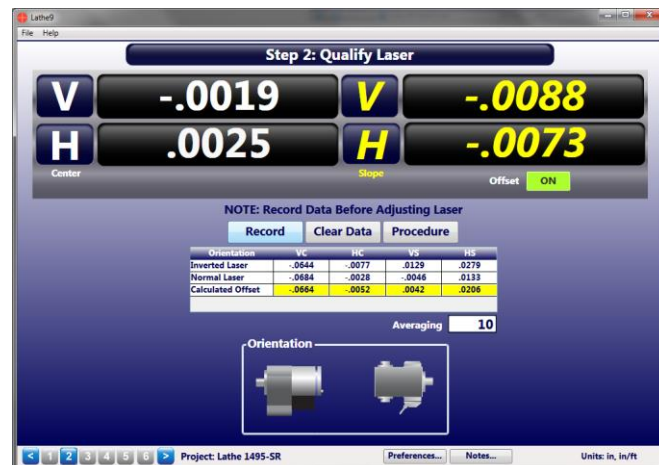 Lathe9
File Help
Step 2: Qualify Laser
V -.0019 V -.0088
H .0025 H -.0073
Center Slope Offset ON
NOTE: Record Data Before Adjusting Laser
Record Clear Data Procedure
Orientation VC HC VS HS
Inverted Laser -.0644 -.0077 .0129 .0279
Normal Laser -.0684 -.0028 -.0046 .0133
Calculated Offset -.0664 -.0052 .0042 .0206
Averaging 10
Orientation
< 1 2 3 4 5 6 > Project: Lathe 1495-SR Preferences... Notes... Units: in, in/ft